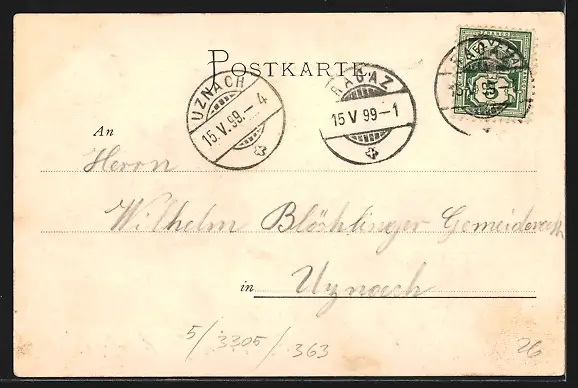 POSTKARTE.
UZNACH
15.V.99.-4
RAGAZ
15 V 99-1
5
An
Herrn
Wilhelm Blöchlinger
in Uznach
5/3305/363
26